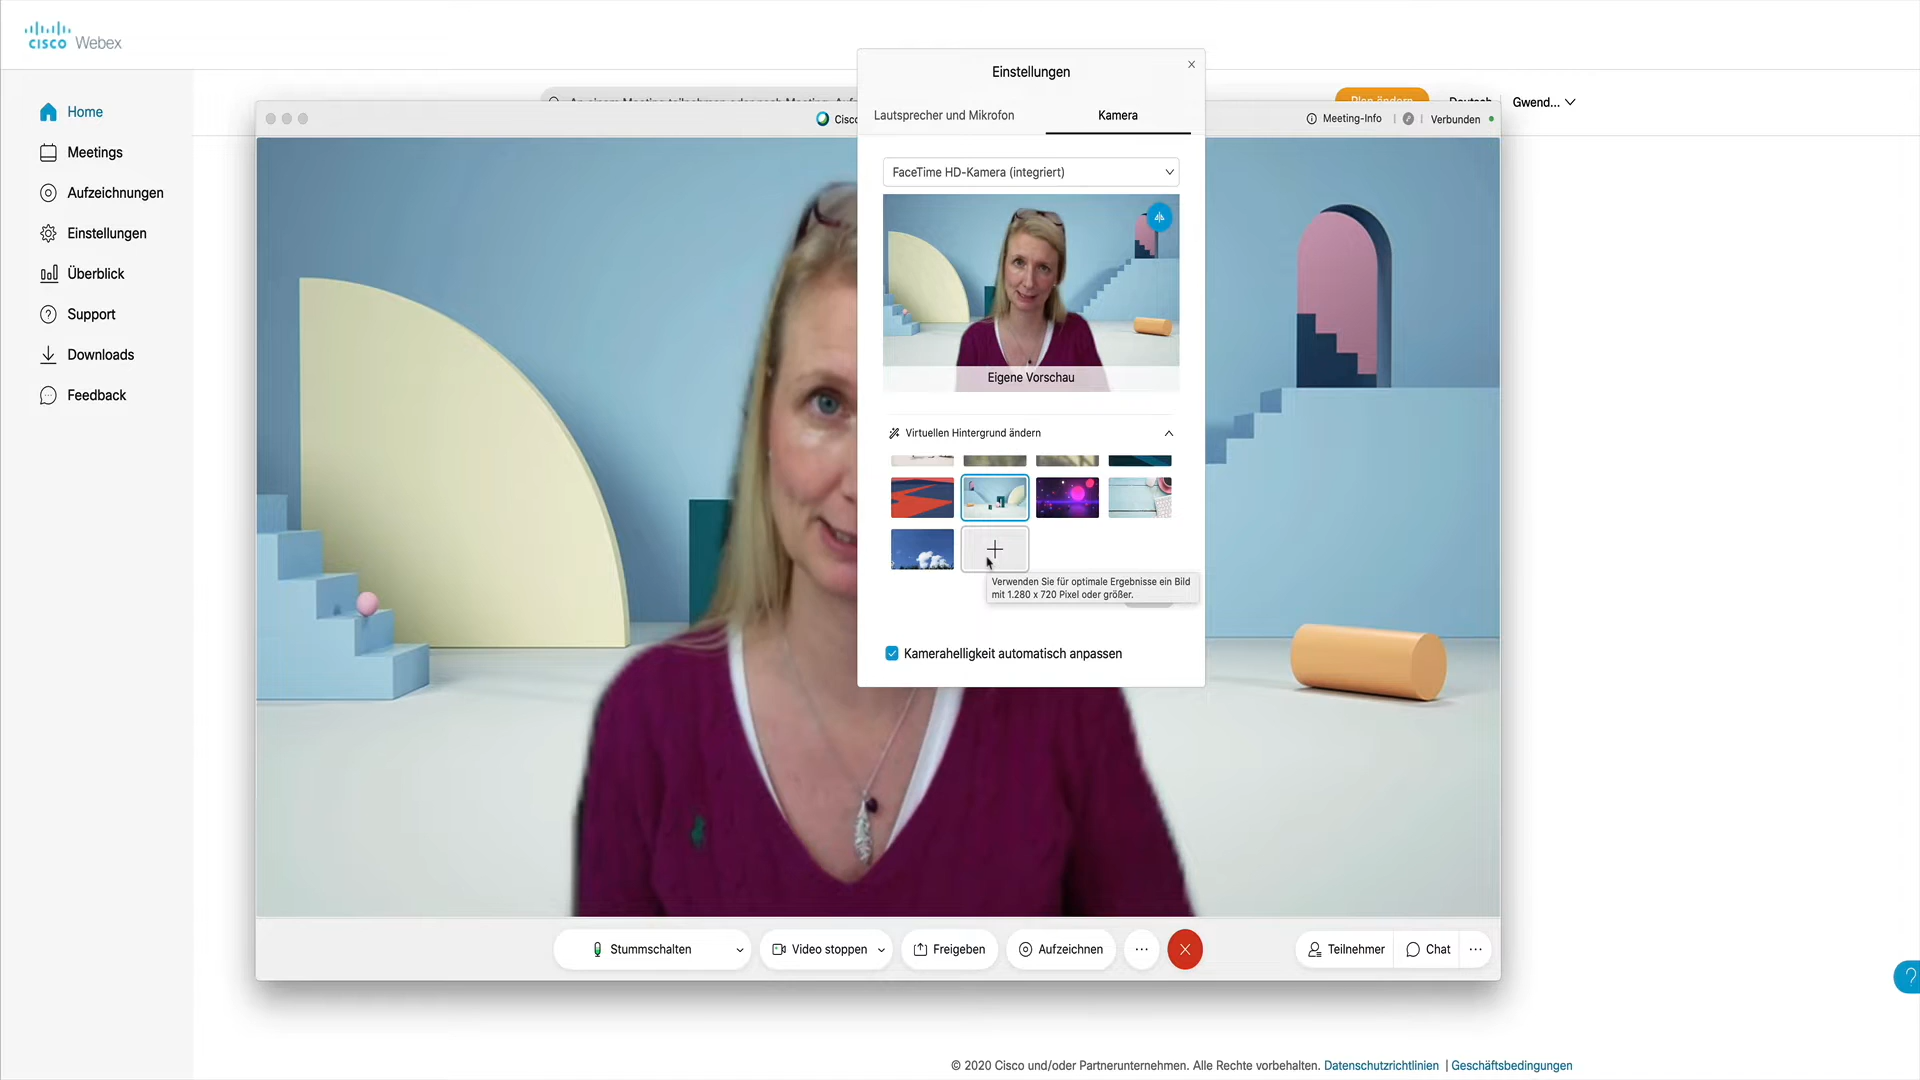 CISCO Webex
Home
Meetings
Aufzeichnungen
Einstellungen
Überblick
Support
Downloads
Feedback
Gwend...
Cisco
Meeting-Info
Verbunden
Einstellungen
Lautsprecher und Mikrofon
Kamera
FaceTime HD-Kamera (integriert)
Eigene Vorschau
Virtuellen Hintergrund ändern
Verwenden Sie für optimale Ergebnisse ein Bild
mit 1.280 x 720 Pixel oder größer.
Kamerahelligkeit automatisch anpassen
Stummschalten
Video stoppen
Freigeben
Aufzeichnen
Teilnehmer
Chat
© 2020 Cisco und/oder Partnerunternehmen. Alle Rechte vorbehalten. Datenschutzrichtlinien | Geschäftsbedingungen